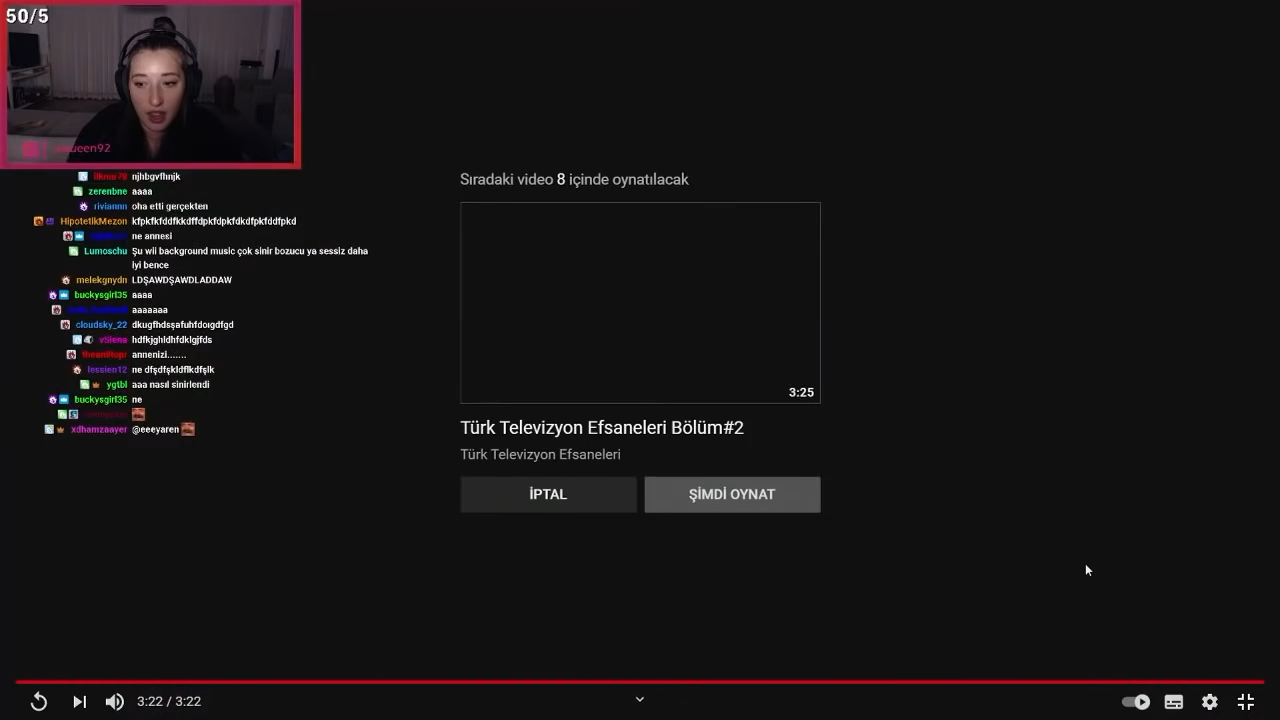 50/5
njhbgvfhnjk
zerenbne aaaa
riviannn oha etti gerçekten
HipotetikMezon kfpkfkfddfkkdffdpkfdpkfdkdfpkfddfpkd
ne annesi
Lumoschu Şu wii background music çok sinir bozucu ya sessiz daha
iyi bence
melekgnydn LDŞAWDŞAWDLADDAW
buckysgirl35 aaaa
aaaaaaa
cloudsky_22 dkugfhdsşafuhfdoıgdfgd
vSlena hdfkjghldhfdklgjfds
annenizi.......
lessien12 ne dfşdfşkldflkdfşlk
ygtbl aaa nasıl sinirlendi
buckysgirl35 ne
xdhamzaayer @eeeyaren
Sıradaki video 8 içinde oynatılacak
3:25
Türk Televizyon Efsaneleri Bölüm#2
Türk Televizyon Efsaneleri
İPTAL
ŞİMDİ OYNAT
3:22 / 3:22